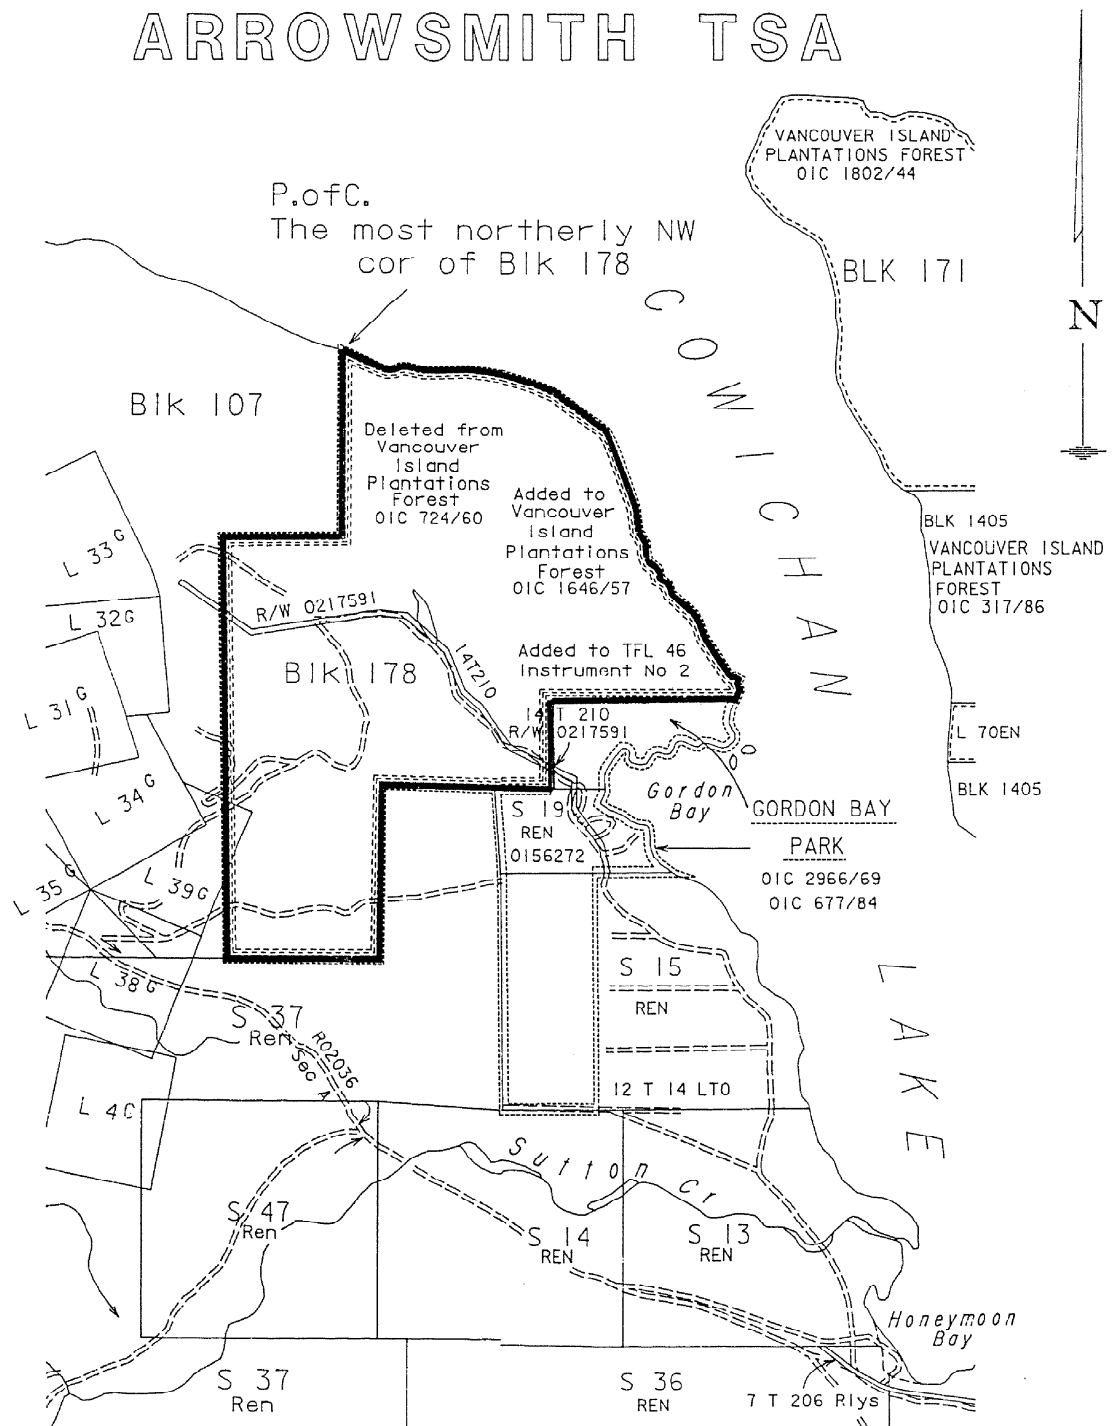 ARROWSMITH TSA
VANCOUVER ISLAND
PLANTATIONS FOREST
OIC 1802/44
P.ofC.
The most northerly NW
cor of Blk 178
BLK 171
N
COWICHAN
Blk 107
Deleted from
Vancouver
Island
Plantations
Forest
OIC 724/60
Added to
Vancouver
Island
Plantations
Forest
OIC 1646/57
BLK 1405
VANCOUVER ISLAND
PLANTATIONS
FOREST
OIC 317/86
L 33G
L 32G
R/W 0217591
14T210
Added to TFL 46
Instrument No 2
Blk 178
L 31G
14 T 210
R/W 0217591
L 70EN
L 34G
Gordon
Bay
BLK 1405
S 19
REN
0156272
GORDON BAY
PARK
OIC 2966/69
OIC 677/84
L 35G
L 39G
L 38G
S 15
REN
LAKE
S 37
Ren
R02036
Sec A
12 T 14 LTO
Sutton Cr
S 47
Ren
S 14
REN
S 13
REN
Honeymoon
Bay
S 37
Ren
S 36
REN
7 T 206 Rlys